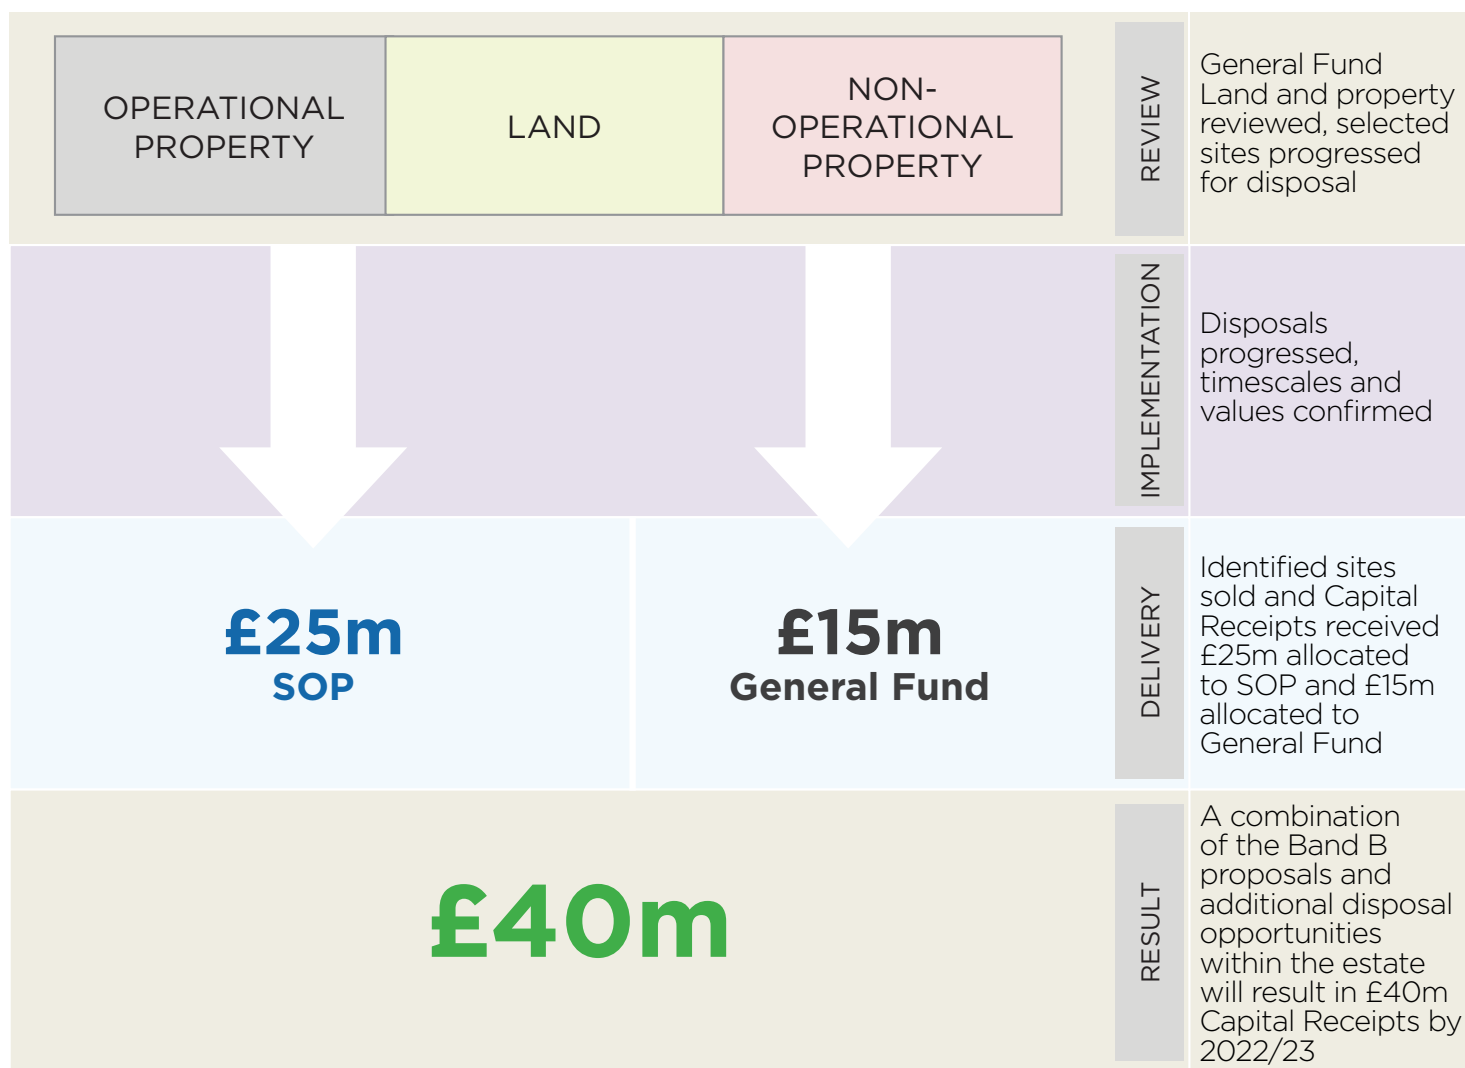 OPERATIONAL
PROPERTY
LAND
NON-
OPERATIONAL
PROPERTY
REVIEW
General Fund
Land and property
reviewed, selected
sites progressed
for disposal
IMPLEMENTATION
Disposals
progressed,
timescales and
values confirmed
£25m
SOP
£15m
General Fund
DELIVERY
Identified sites
sold and Capital
Receipts received
£25m allocated
to SOP and £15m
allocated to
General Fund
£40m
RESULT
A combination
of the Band B
proposals and
additional disposal
opportunities
within the estate
will result in £40m
Capital Receipts by
2022/23